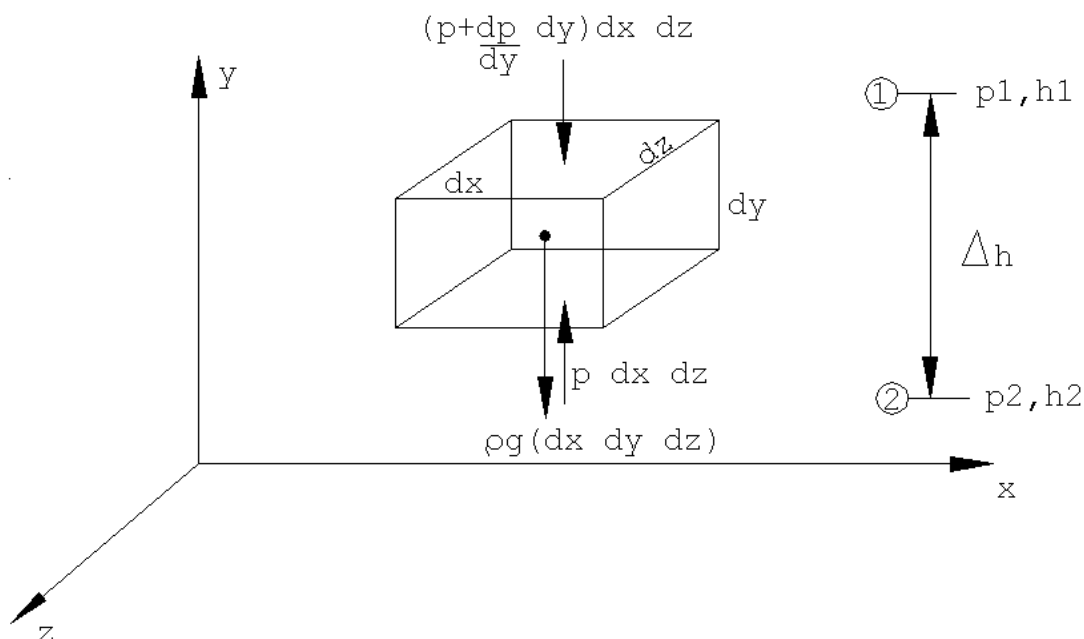 (p+dp dy)dx dz
dy
y
1 p1,h1
dz
dx
dy
Δh
p dx dz
2 p2,h2
ρg(dx dy dz)
x
z